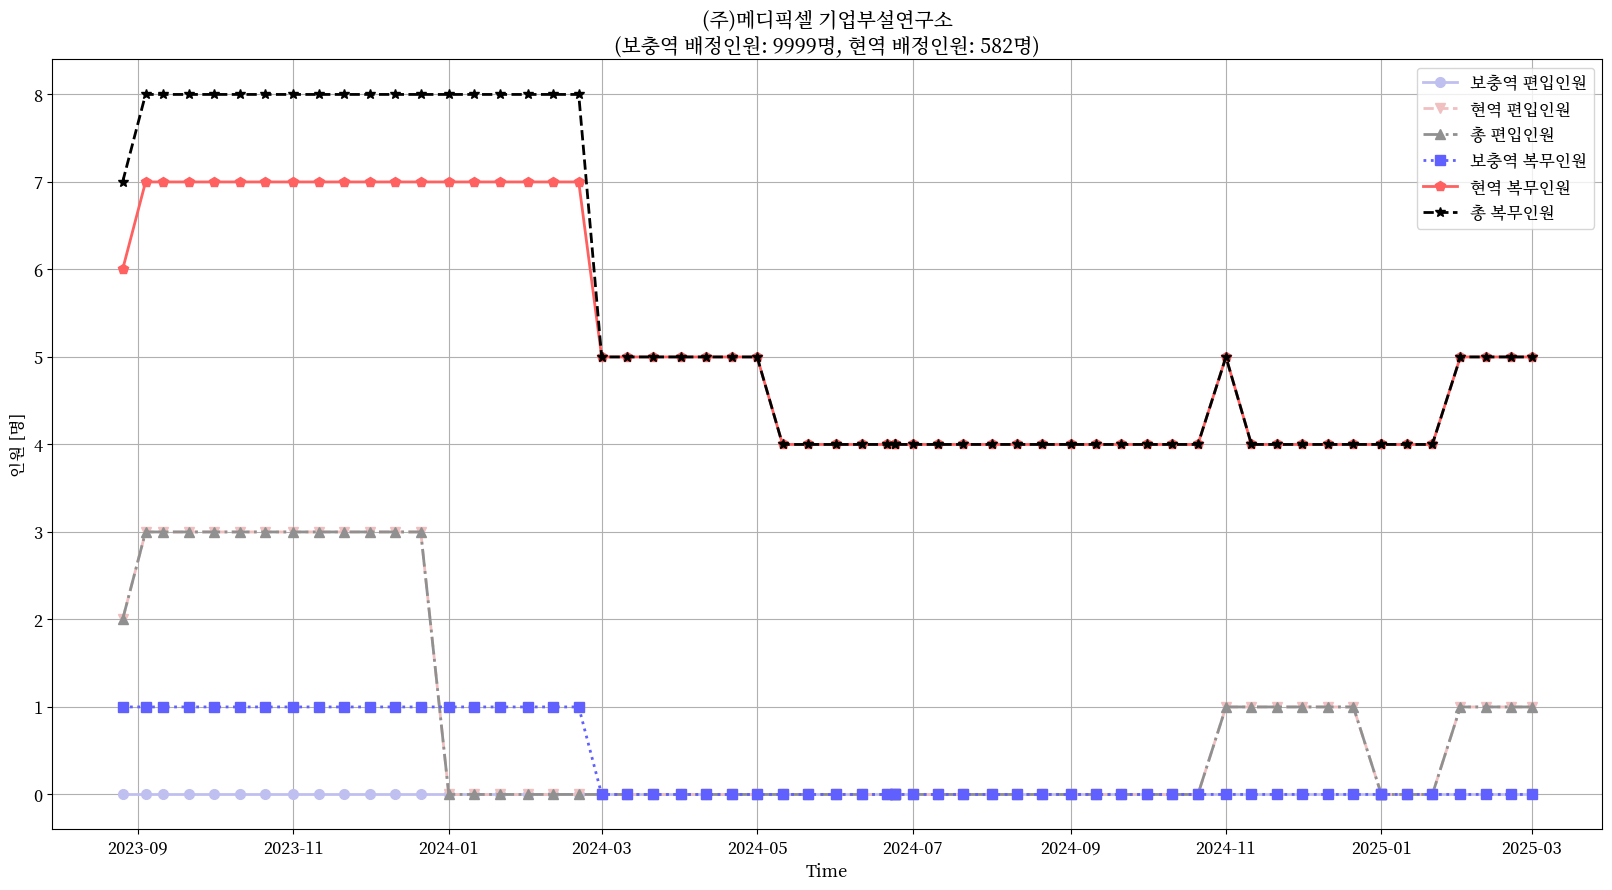 (주)메디픽셀 기업부설연구소
(보충역 배정인원: 9999명, 현역 배정인원: 582명)
보충역 편입인원
현역 편입인원
총 편입인원
보충역 복무인원
현역 복무인원
총 복무인원
인원 [명]
8
7
6
5
4
3
2
1
0
2023-09 2023-11 2024-01 2024-03 2024-05 2024-07 2024-09 2024-11 2025-01 2025-03
Time